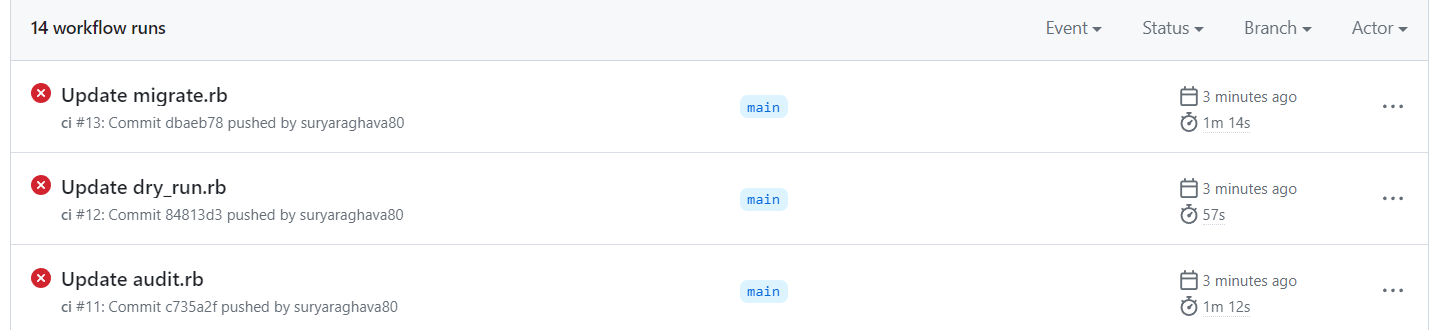 14 workflow runs Event Status Branch Actor
Update migrate.rb
ci #13: Commit dbaeb78 pushed by suryaraghava80
main
3 minutes ago
1m 14s
Update dry_run.rb
ci #12: Commit 84813d3 pushed by suryaraghava80
main
3 minutes ago
57s
Update audit.rb
ci #11: Commit c735a2f pushed by suryaraghava80
main
3 minutes ago
1m 12s